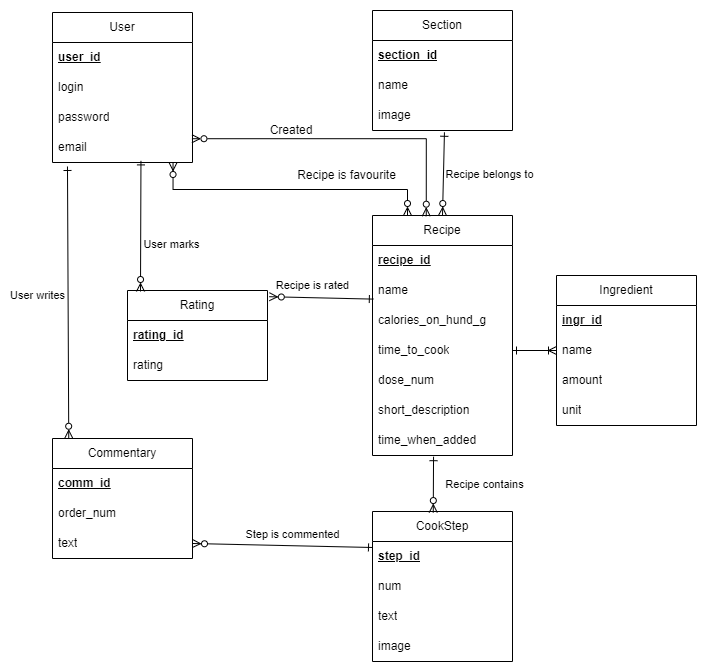 User
user_id
login
password
email
Section
section_id
name
image
Created
Recipe is favourite
Recipe belongs to
User marks
User writes
Recipe is rated
Rating
rating_id
rating
Recipe
recipe_id
name
calories_on_hund_g
time_to_cook
dose_num
short_description
time_when_added
Ingredient
ingr_id
name
amount
unit
Commentary
comm_id
order_num
text
Recipe contains
Step is commented
CookStep
step_id
num
text
image